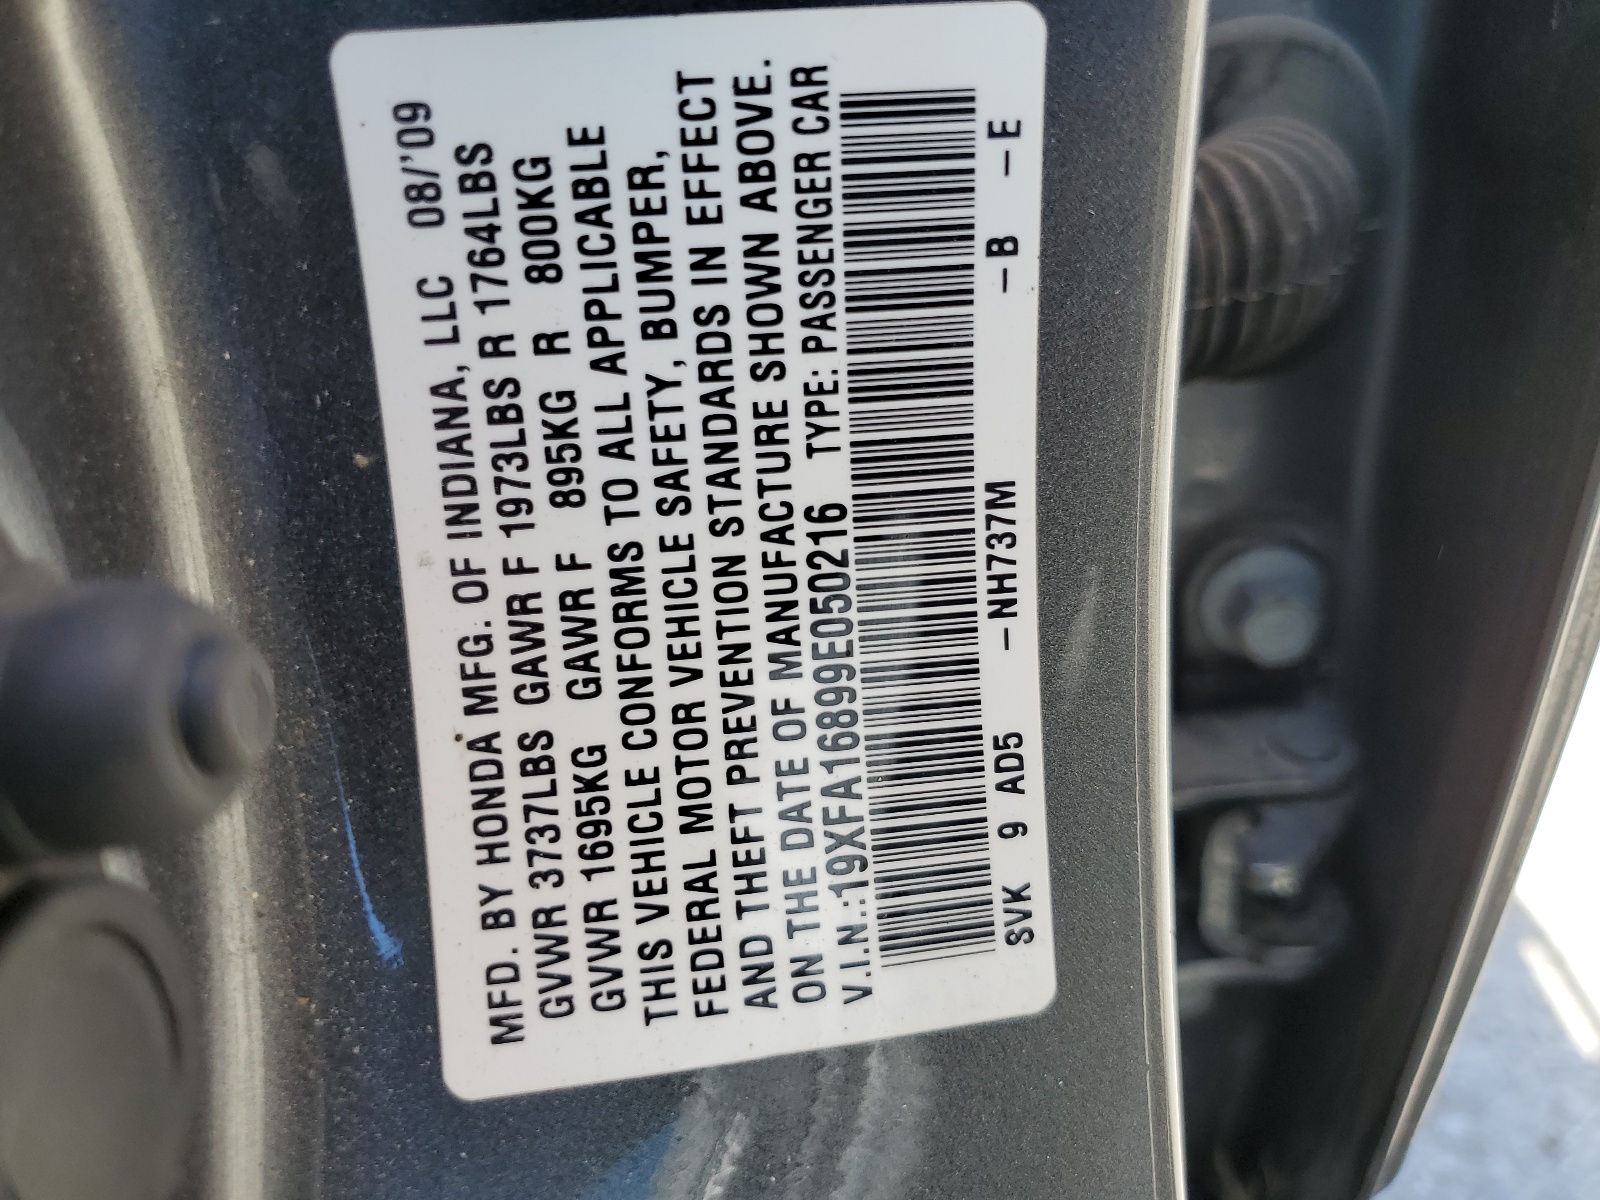 MFD. BY HONDA MFG. OF INDIANA, LLC 08/'09
GVWR 3737LBS GAWR F 1973LBS R 1764LBS
GVWR 1695KG GAWR F 895KG R 800KG
THIS VEHICLE CONFORMS TO ALL APPLICABLE
FEDERAL MOTOR VEHICLE SAFETY, BUMPER,
AND THEFT PREVENTION STANDARDS IN EFFECT
ON THE DATE OF MANUFACTURE SHOWN ABOVE.
V.I.N.:19XFA16899E050216 TYPE: PASSENGER CAR
SVK 9 AD5 –NH737M –B –E